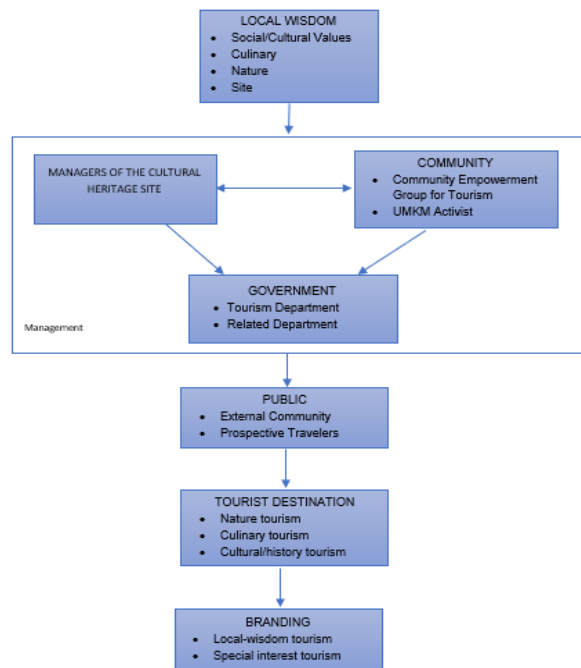 LOCAL WISDOM
• Social/Cultural Values
• Culinary
• Nature
• Site
MANAGERS OF THE CULTURAL
HERITAGE SITE
COMMUNITY
• Community Empowerment
Group for Tourism
• UMKM Activist
GOVERNMENT
• Tourism Department
• Related Department
Management
PUBLIC
• External Community
• Prospective Travelers
TOURIST DESTINATION
• Nature tourism
• Culinary tourism
• Cultural/history tourism
BRANDING
• Local-wisdom tourism
• Special interest tourism